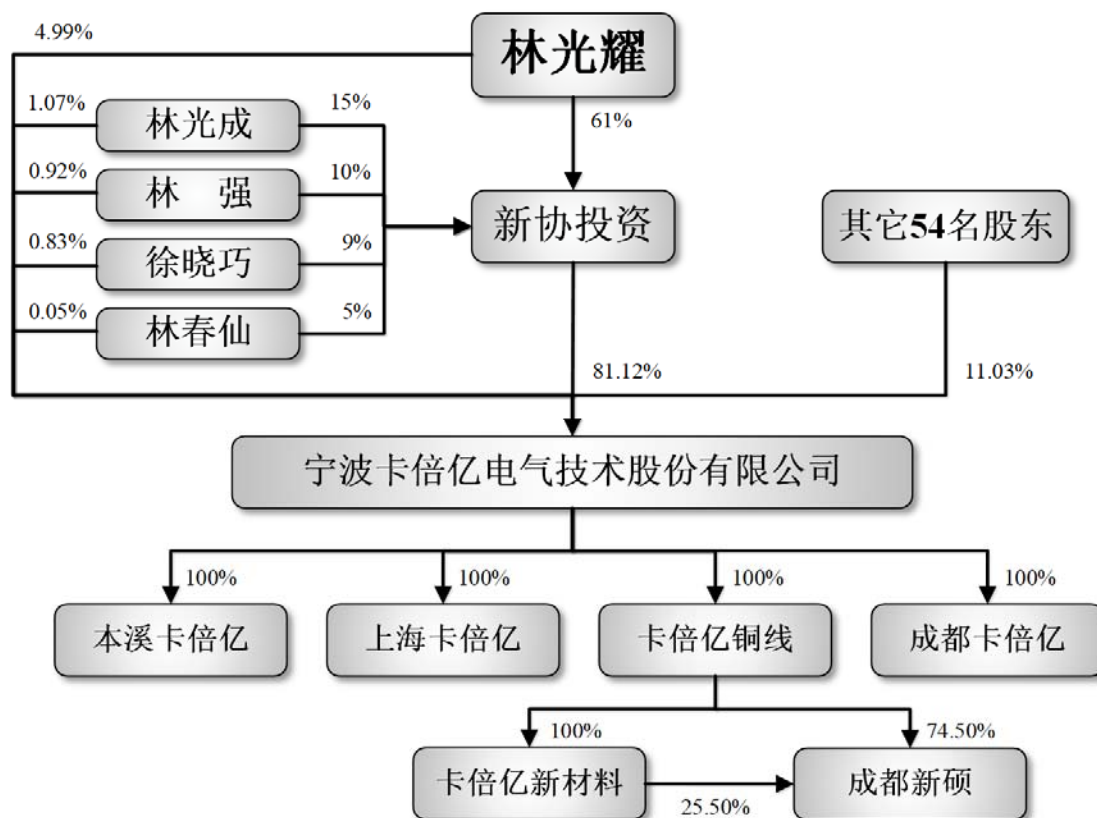 4.99%
林光耀
1.07%
林光成
15%
61%
0.92%
林 强
10%
新协投资
其它54名股东
0.83%
徐晓巧
9%
0.05%
林春仙
5%
81.12%
11.03%
宁波卡倍亿电气技术股份有限公司
100%
100%
100%
100%
本溪卡倍亿
上海卡倍亿
卡倍亿铜线
成都卡倍亿
100%
74.50%
卡倍亿新材料
成都新硕
25.50%